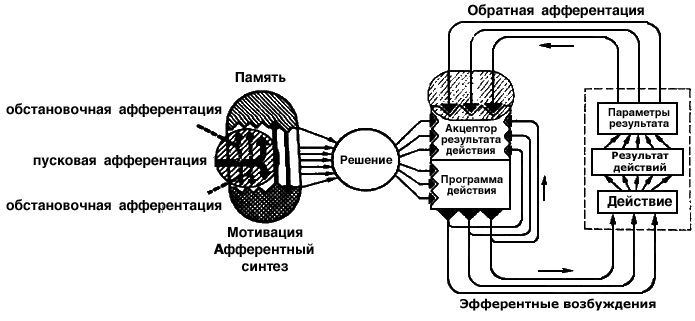 Обратная афферентация
Память
обстановочная афферентация
пусковая афферентация
обстановочная афферентация
Мотивация
Афферентный
синтез
Решение
Акцептор
результата
действия
Программа
действия
Параметры
результата
Результат
действий
Действие
Эфферентные возбуждения